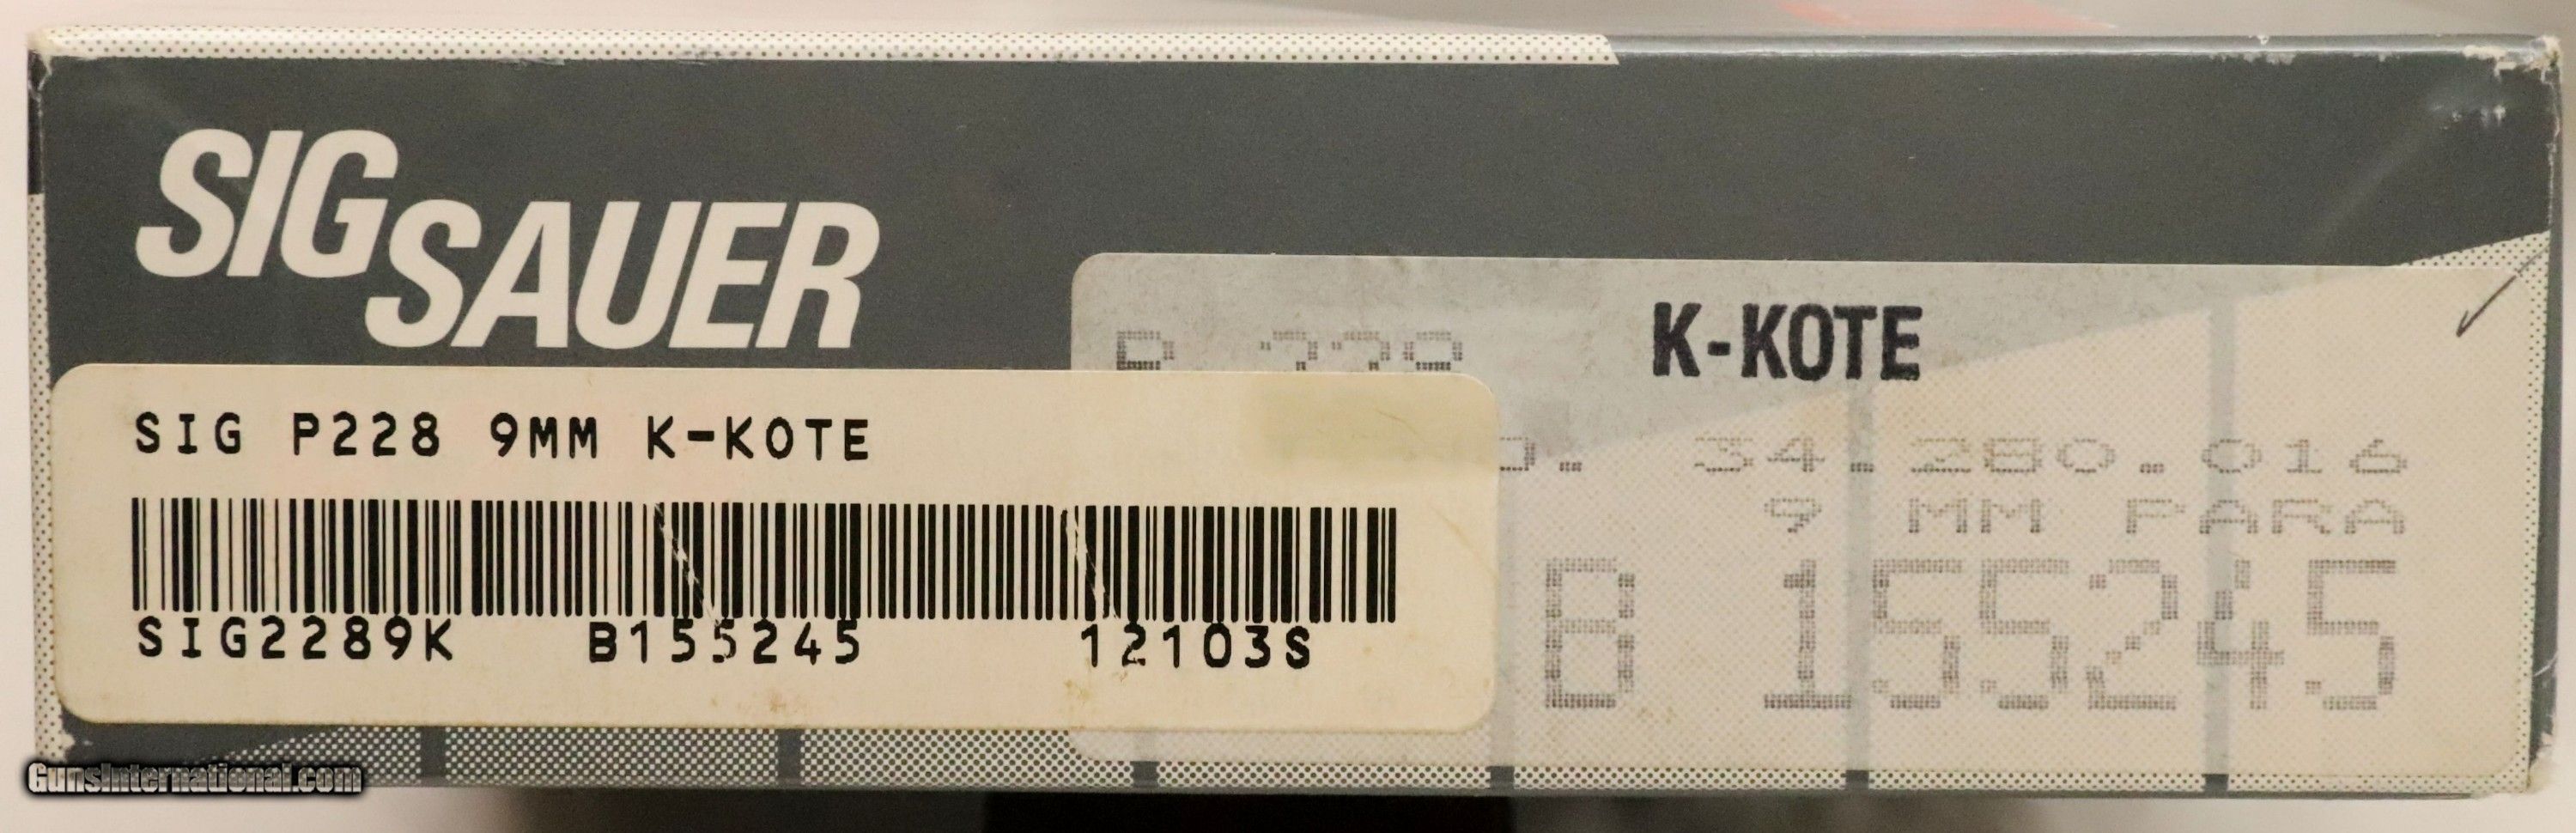 SIG
SAUER
K-KOTE
P 228
SIG P228 9MM K-KOTE
34.280.016
9 MM PARA
B 155245
SIG2289K B155245 12103S
GunsInternational.com